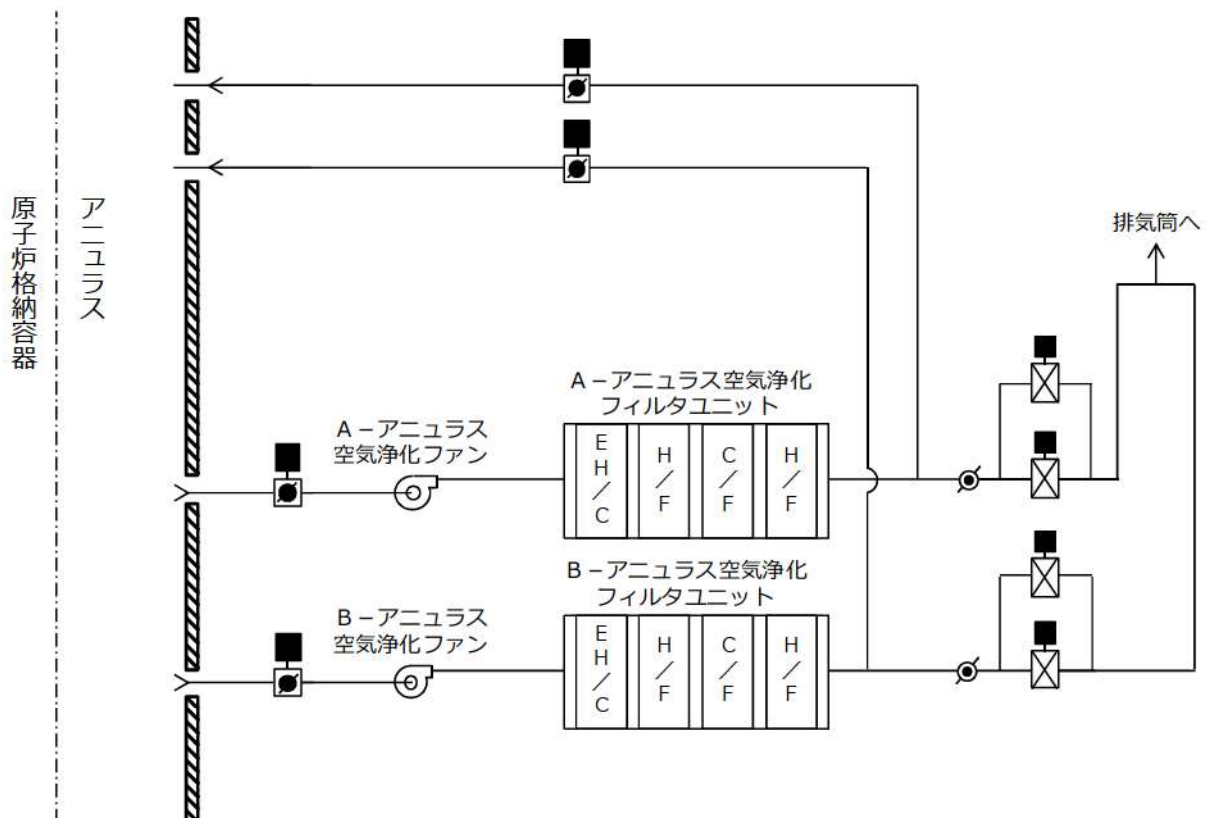 原子炉格納容器
アニュラス
排気筒へ
A－アニュラス空気浄化
フィルタユニット
A－アニュラス
空気浄化ファン
EH/C
H/F
C/F
H/F
B－アニュラス空気浄化
フィルタユニット
B－アニュラス
空気浄化ファン
EH/C
H/F
C/F
H/F